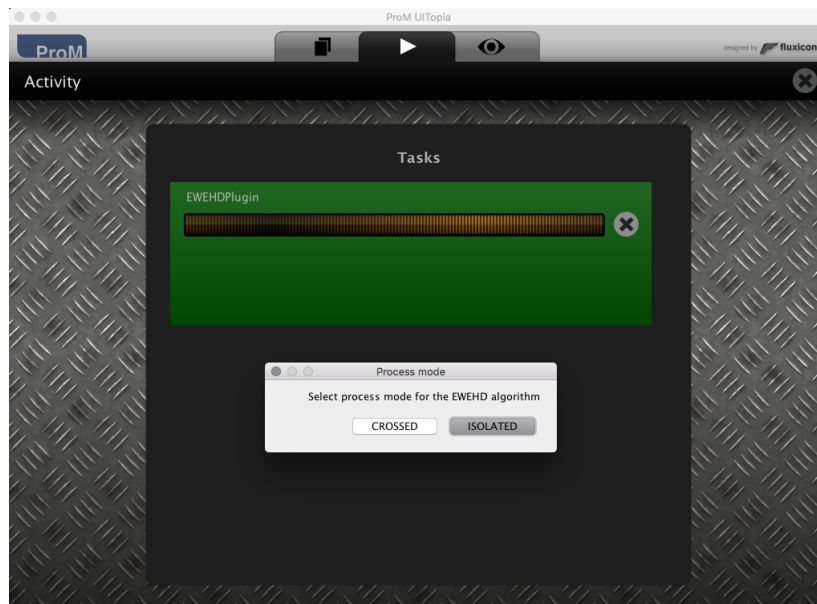 ProM UITopia
ProM
designed by fluxicon
Activity
Tasks
EWEHDPlugin
Process mode
Select process mode for the EWEHD algorithm
CROSSED ISOLATED